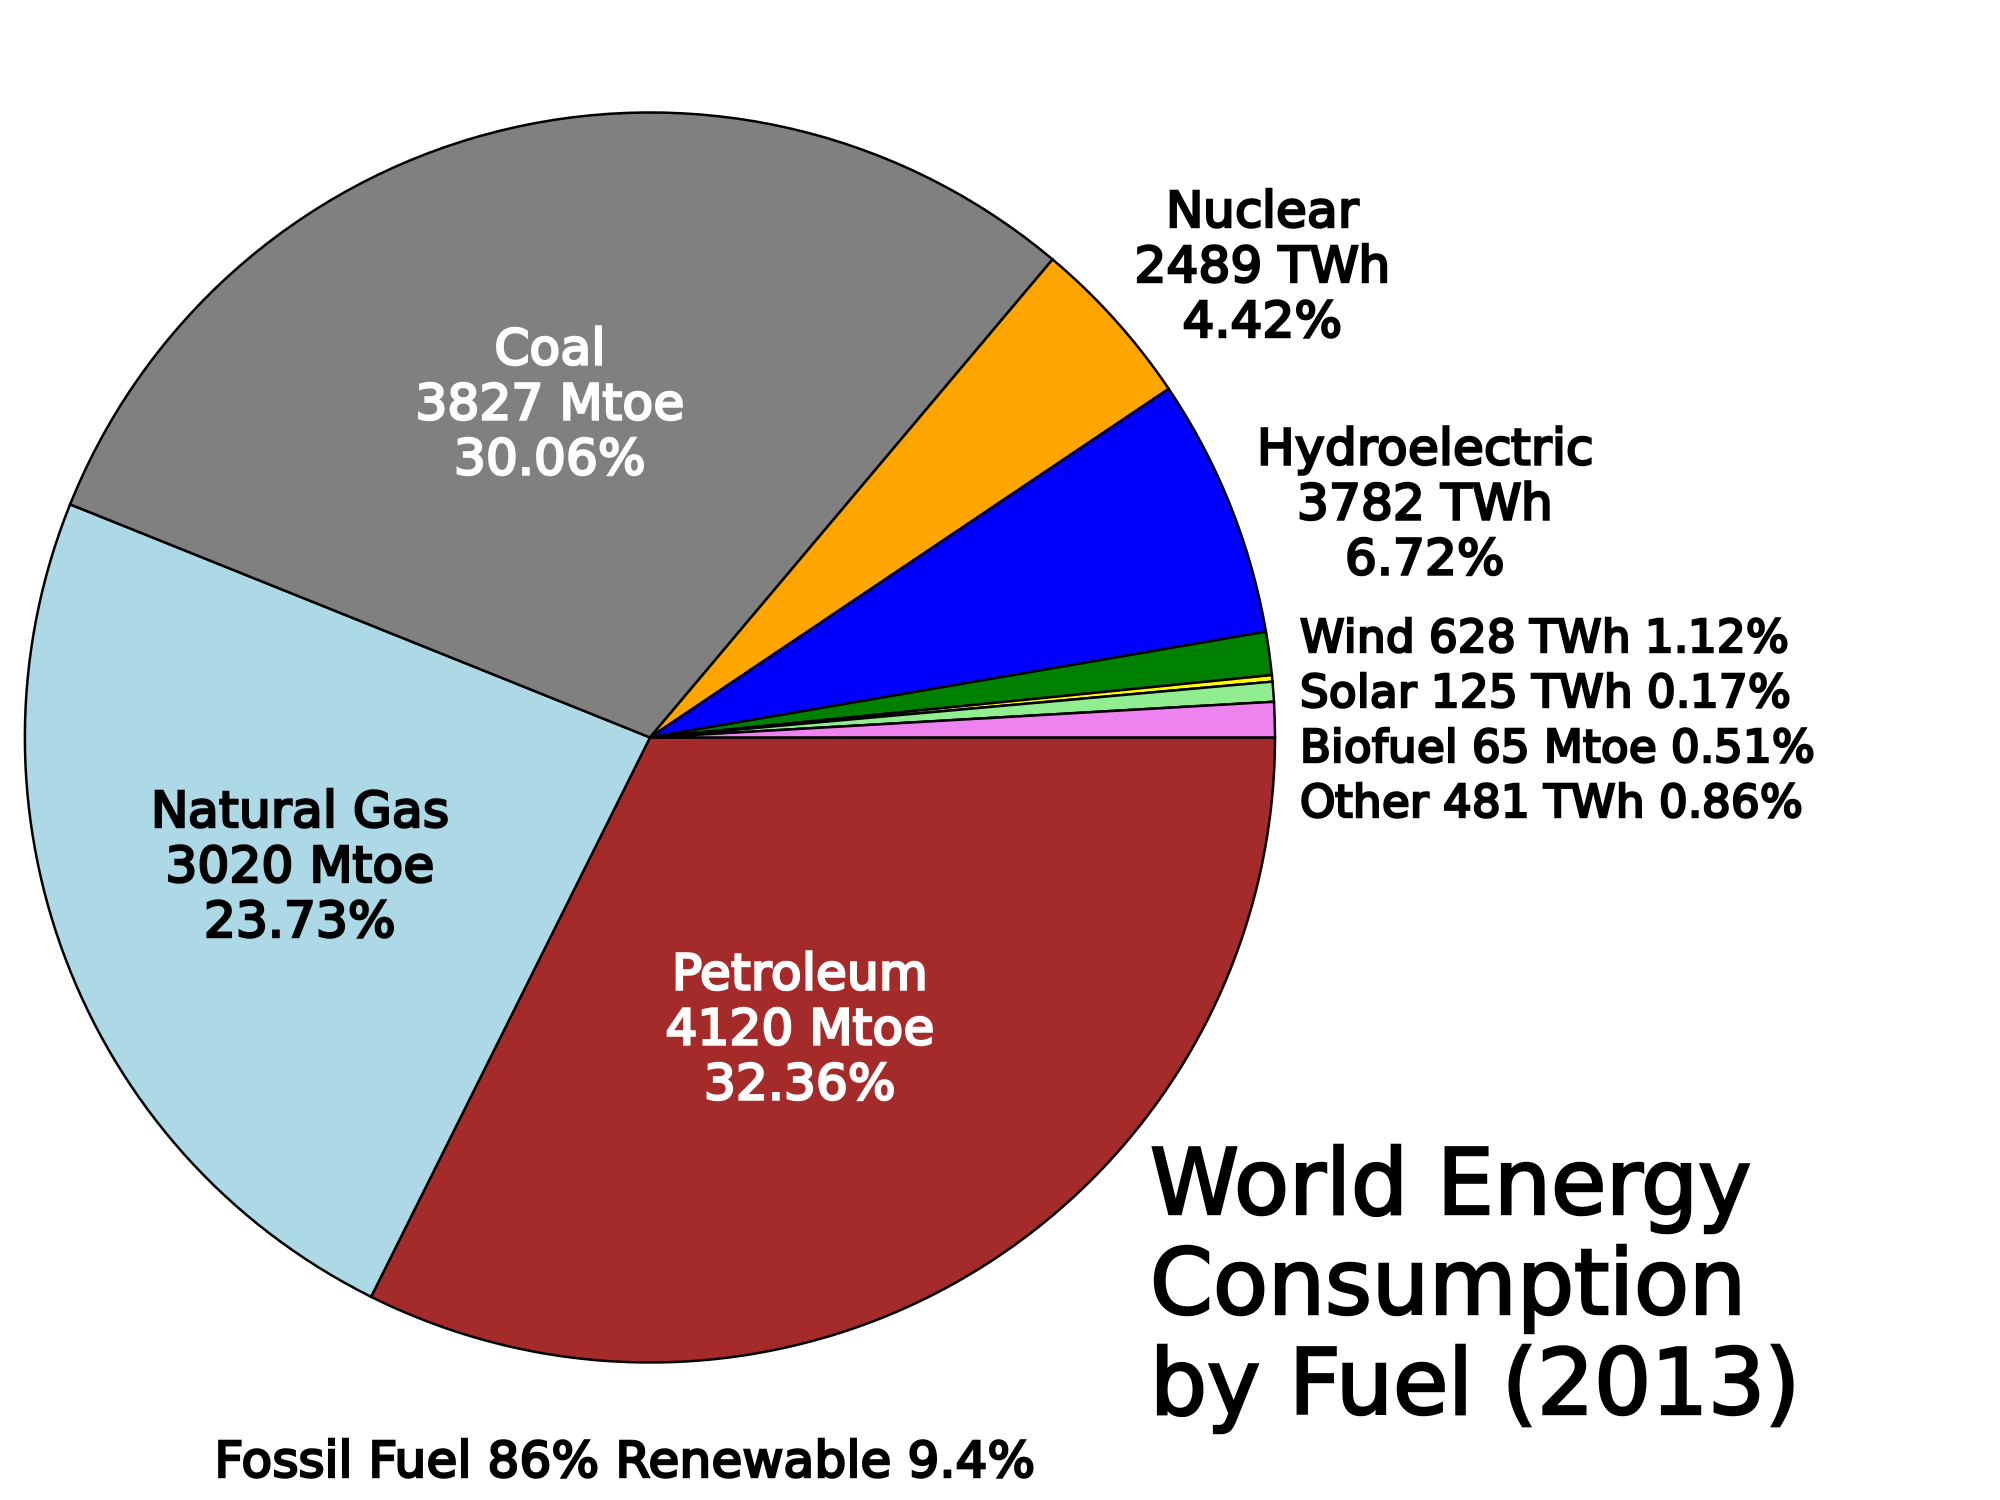 Nuclear
2489 TWh
4.42%
Coal
3827 Mtoe
30.06%
Hydroelectric
3782 TWh
6.72%
Wind 628 TWh 1.12%
Solar 125 TWh 0.17%
Biofuel 65 Mtoe 0.51%
Other 481 TWh 0.86%
Natural Gas
3020 Mtoe
23.73%
Petroleum
4120 Mtoe
32.36%
World Energy
Consumption
by Fuel (2013)
Fossil Fuel 86% Renewable 9.4%